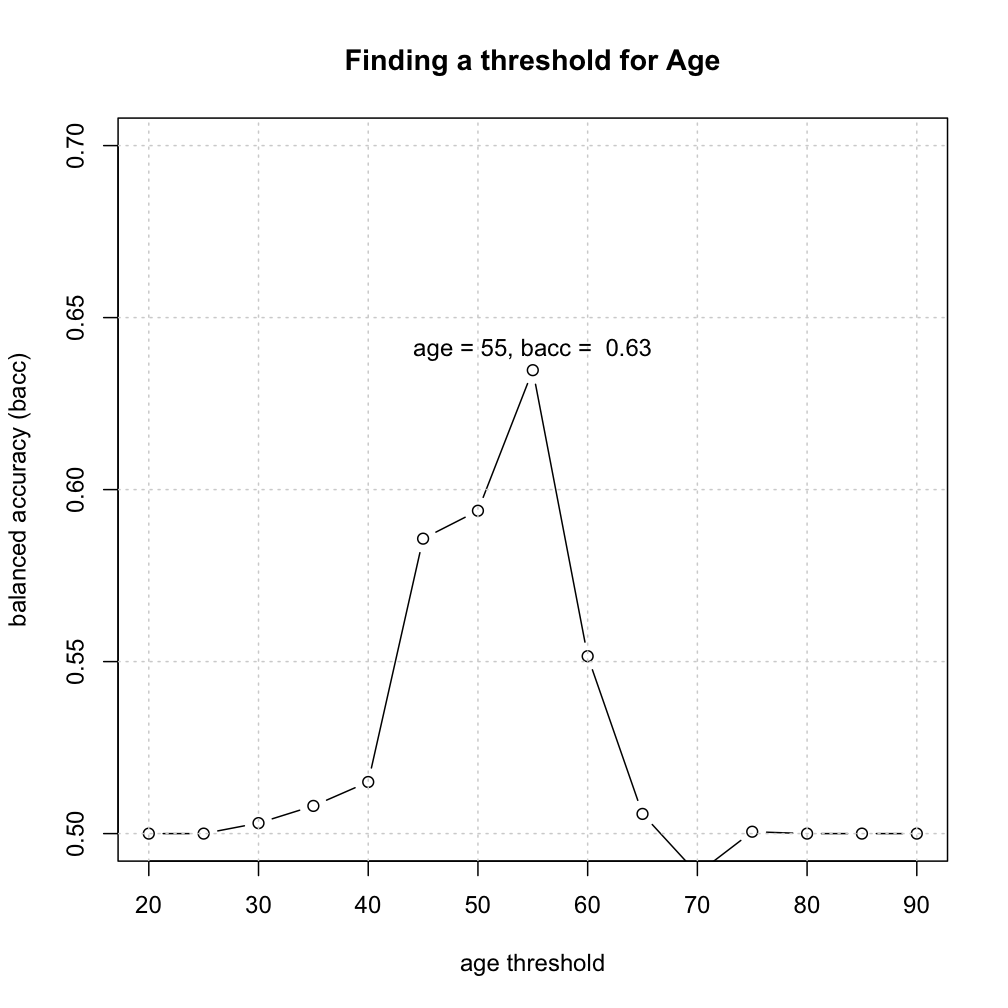 Finding a threshold for Age
balanced accuracy (bacc)
0.70
0.65
0.60
0.55
0.50
age = 55, bacc =  0.63
20 30 40 50 60 70 80 90
age threshold